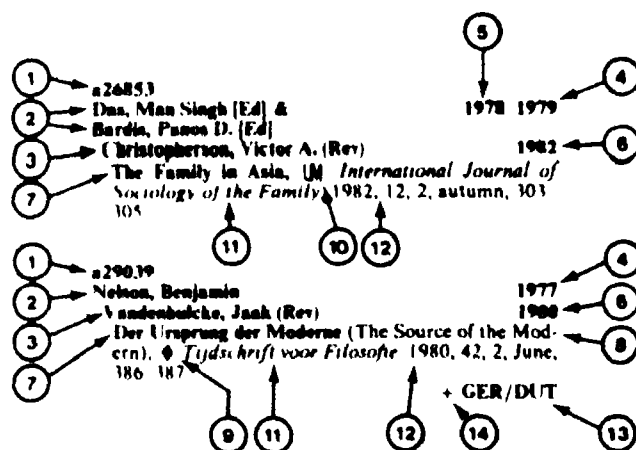 5
1 4
a26853
2 Das, Man Singh [Ed] & 1978 1979
Bardis, Panos D. [Ed]
3 Christopherson, Victor A. (Rev) 1982 6
7 The Family in Asia, UM International Journal of
Sociology of the Family 1982, 12, 2, autumn, 303
305
11 10 12
1 a29039 4
2 Nelson, Benjamin 1977
3 Vandenbulcke, Jaak (Rev) 1980 6
7 Der Ursprung der Moderne (The Source of the Mod- 8
ern), ♦ Tijdschrift voor Filosofie 1980, 42, 2, June,
386 387
+ GER/DUT
9 11 12 14 13